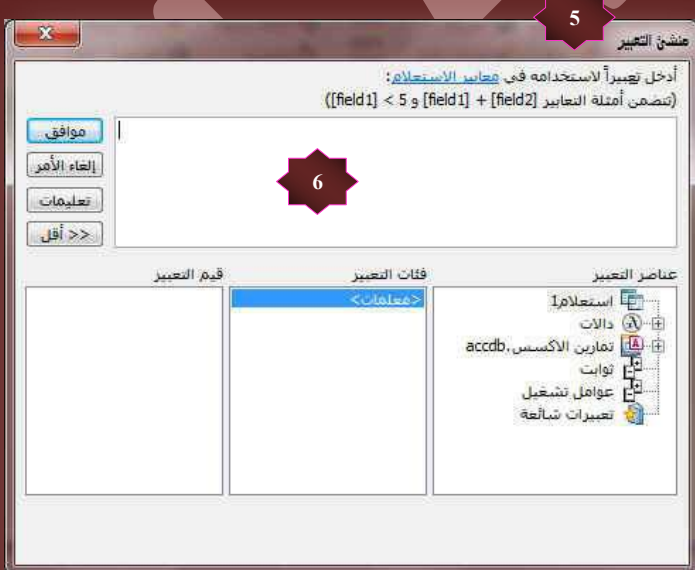 5
منشئ التعبير
أدخل تعبيراً لاستخدامه في معايير الاستعلام:
(تتضمن أمثلة التعابير [field1] + [field2] و [field1] < 5)
موافق
إلغاء الأمر
تعليمات
<< أقل
6
عناصر التعبير
فئات التعبير
قيم التعبير
استعلام1
دالات
تمارين الاكسس.accdb
ثوابت
عوامل تشغيل
تعبيرات شائعة
<معلمات>